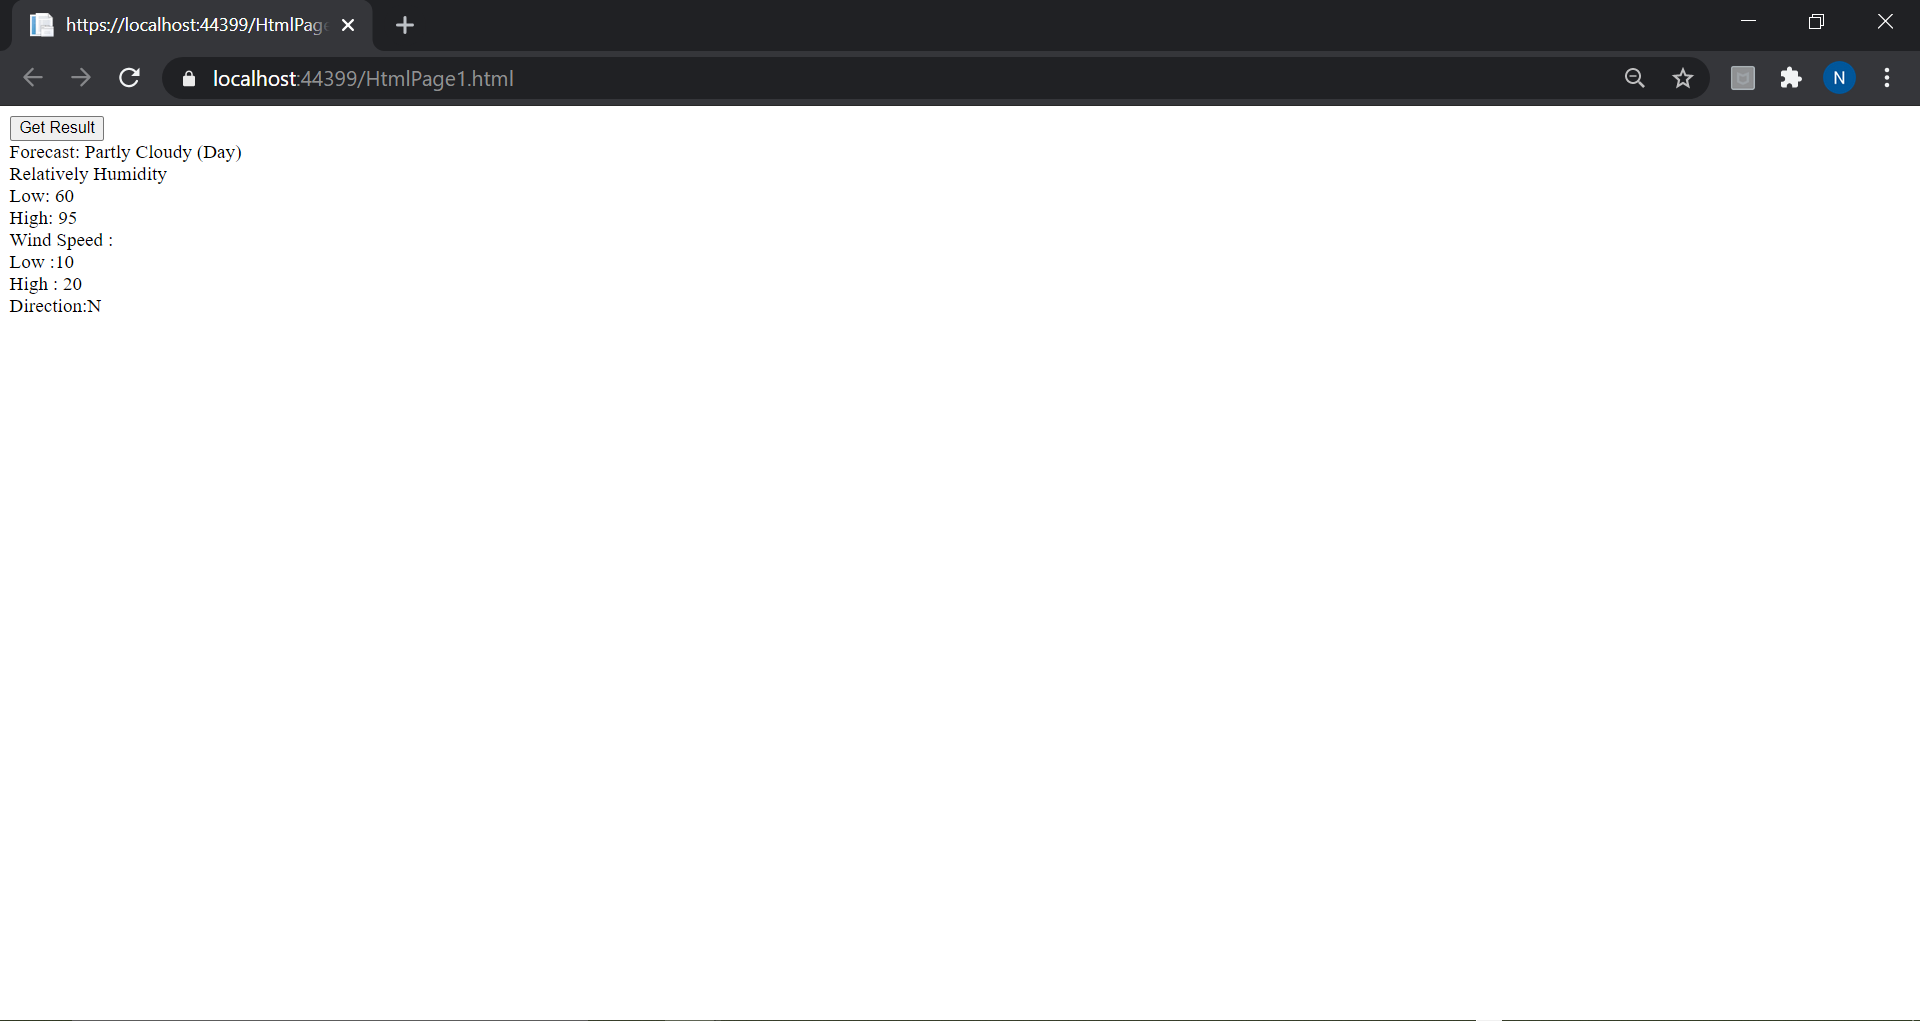 https://localhost:44399/HtmlPag
localhost:44399/HtmlPage1.html
N
Get Result
Forecast: Partly Cloudy (Day)
Relatively Humidity
Low: 60
High: 95
Wind Speed :
Low :10
High : 20
Direction:N